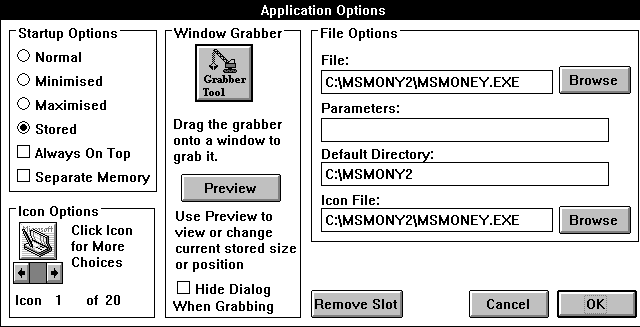 Application Options
Startup Options
Normal
Minimised
Maximised
Stored
Always On Top
Separate Memory
Icon Options
Microsoft
Click Icon
for More
Choices
Icon 1 of 20
Window Grabber
Grabber
Tool
Drag the grabber
onto a window to
grab it.
Preview
Use Preview to
view or change
current stored size
or position
Hide Dialog
When Grabbing
File Options
File:
C:\MSMONY2\MSMONEY.EXE
Browse
Parameters:
Default Directory:
C:\MSMONY2
Icon File:
C:\MSMONY2\MSMONEY.EXE
Browse
Remove Slot
Cancel
OK